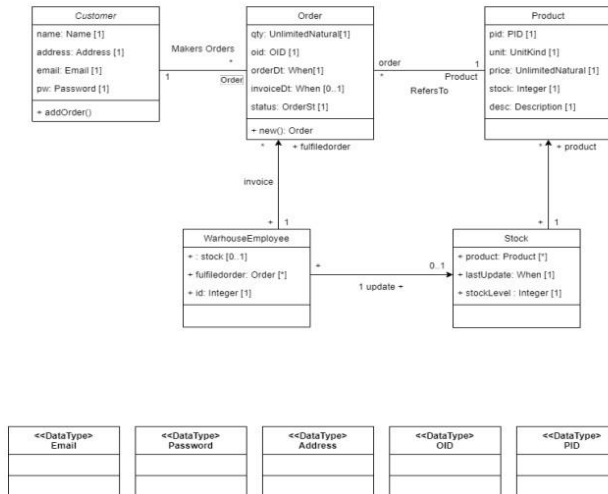 Customer
name: Name [1]
address: Address [1]
email: Email [1]
pw: Password [1]
+ addOrder()
Makers Orders
*
1
Order
Order
qty: UnlimitedNatural[1]
oid: OID [1]
orderDt: When[1]
invoiceDt: When [0..1]
status: OrderSt [1]
+ new(): Order
order
1
*
Product
RefersTo
Product
pid: PID [1]
unit: UnitKind [1]
price: UnlimitedNatural [1]
stock: Integer [1]
desc: Description [1]
*
+ fulfiledorder
* + product
invoice
+ 1
+ 1
WarhouseEmployee
+ : stock [0..1]
+ fulfiledorder: Order [*]
+ id: Integer [1]
+
0..1
1 update +
Stock
+ product: Product [*]
+ lastUpdate: When [1]
+ stockLevel : Integer [1]
<<DataType>
Email
<<DataType>
Password
<<DataType>
Address
<<DataType>
OID
<<DataType>
PID